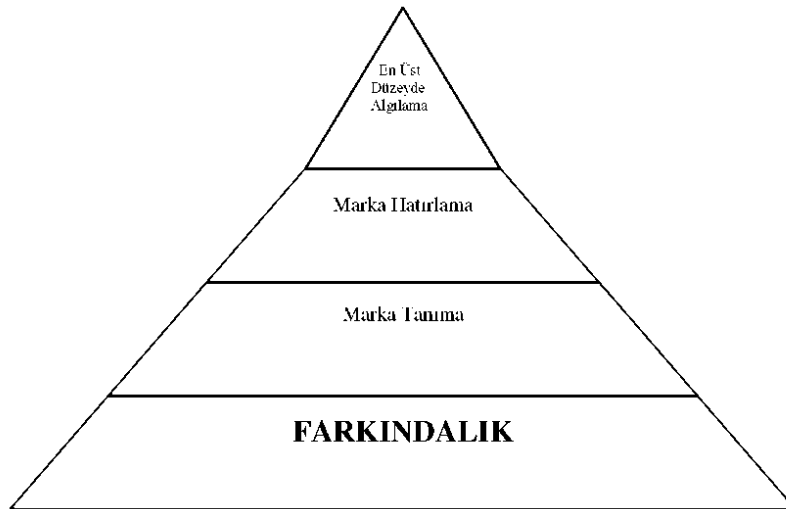 En Üst
Düzeyde
Algılama
Marka Hatırlama
Marka Tanıma
FARKINDALIK